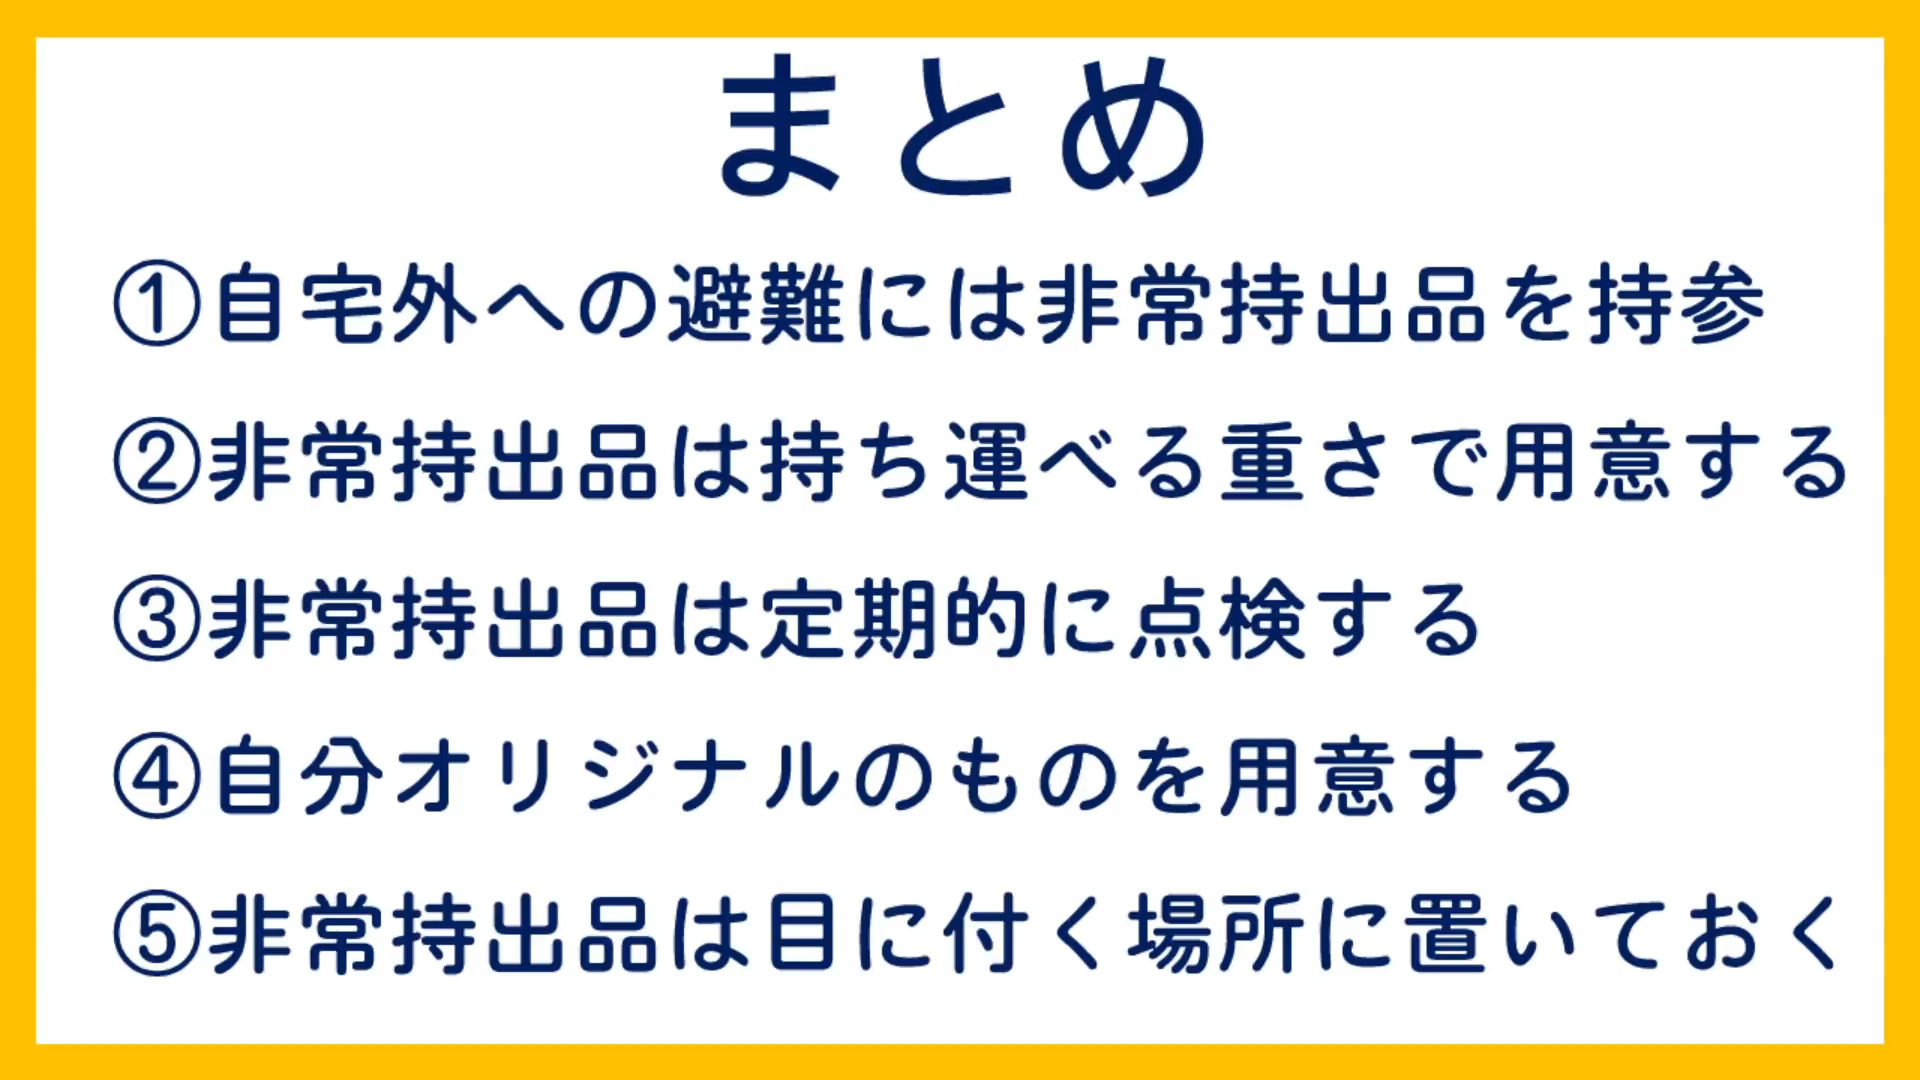 まとめ
①自宅外への避難には非常持出品を持参
②非常持出品は持ち運べる重さで用意する
③非常持出品は定期的に点検する
④自分オリジナルのものを用意する
⑤非常持出品は目に付く場所に置いておく